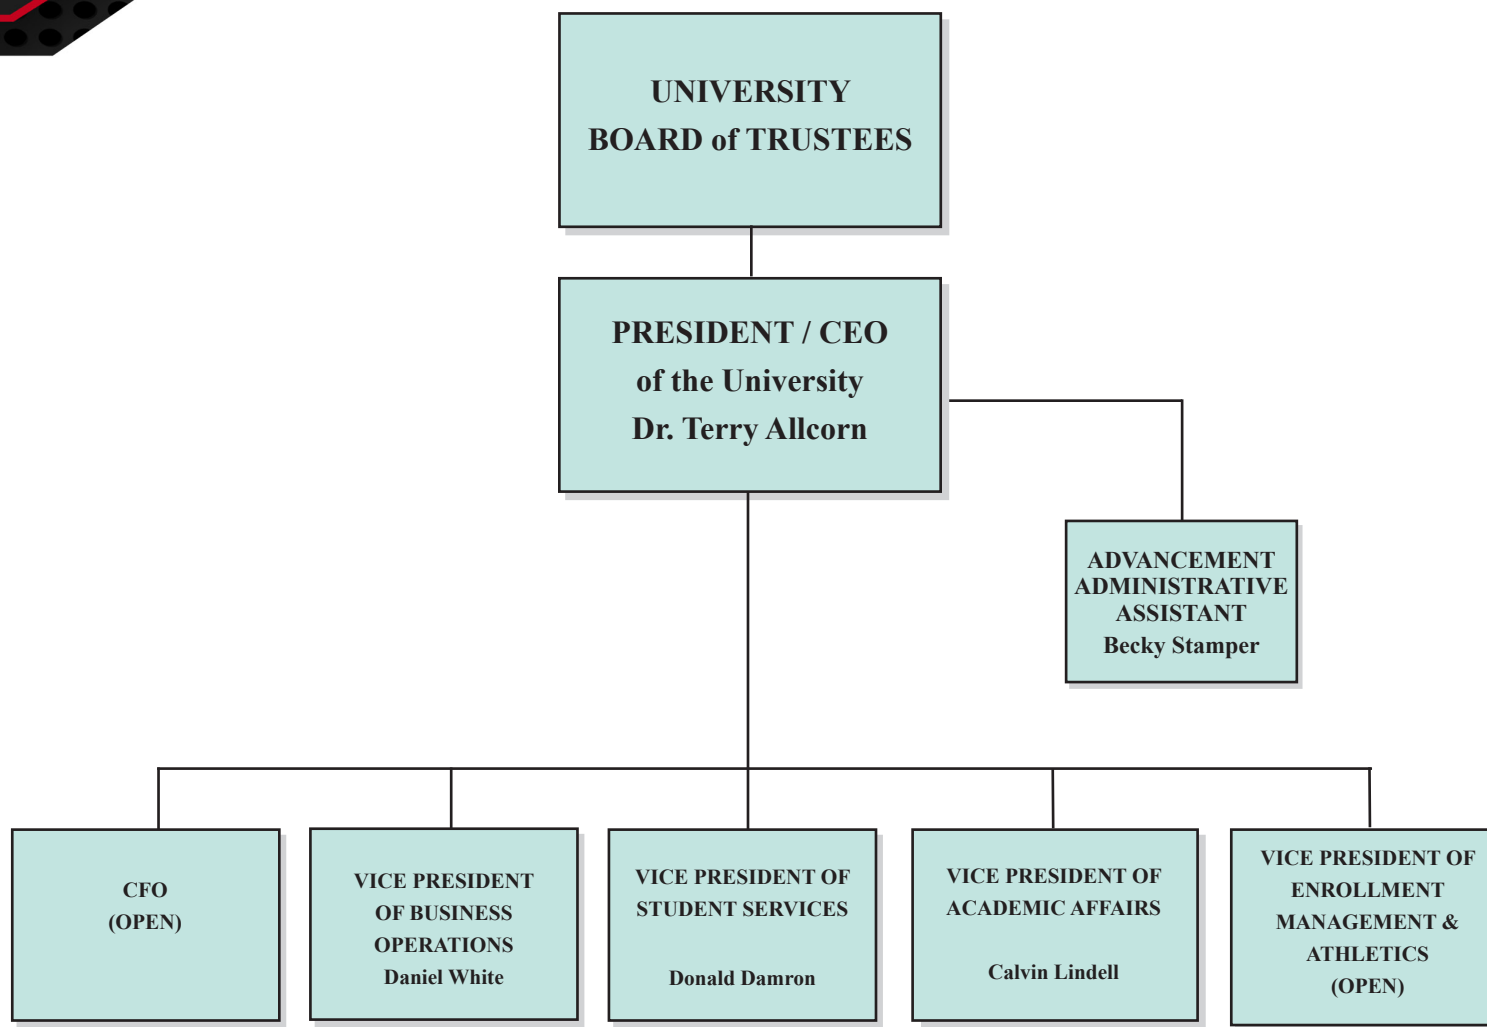 UNIVERSITY
BOARD of TRUSTEES
PRESIDENT / CEO
of the University
Dr. Terry Allcorn
ADVANCEMENT
ADMINISTRATIVE
ASSISTANT
Becky Stamper
CFO
(OPEN)
VICE PRESIDENT
OF BUSINESS
OPERATIONS
Daniel White
VICE PRESIDENT OF
STUDENT SERVICES
Donald Damron
VICE PRESIDENT OF
ACADEMIC AFFAIRS
Calvin Lindell
VICE PRESIDENT OF
ENROLLMENT
MANAGEMENT &
ATHLETICS
(OPEN)